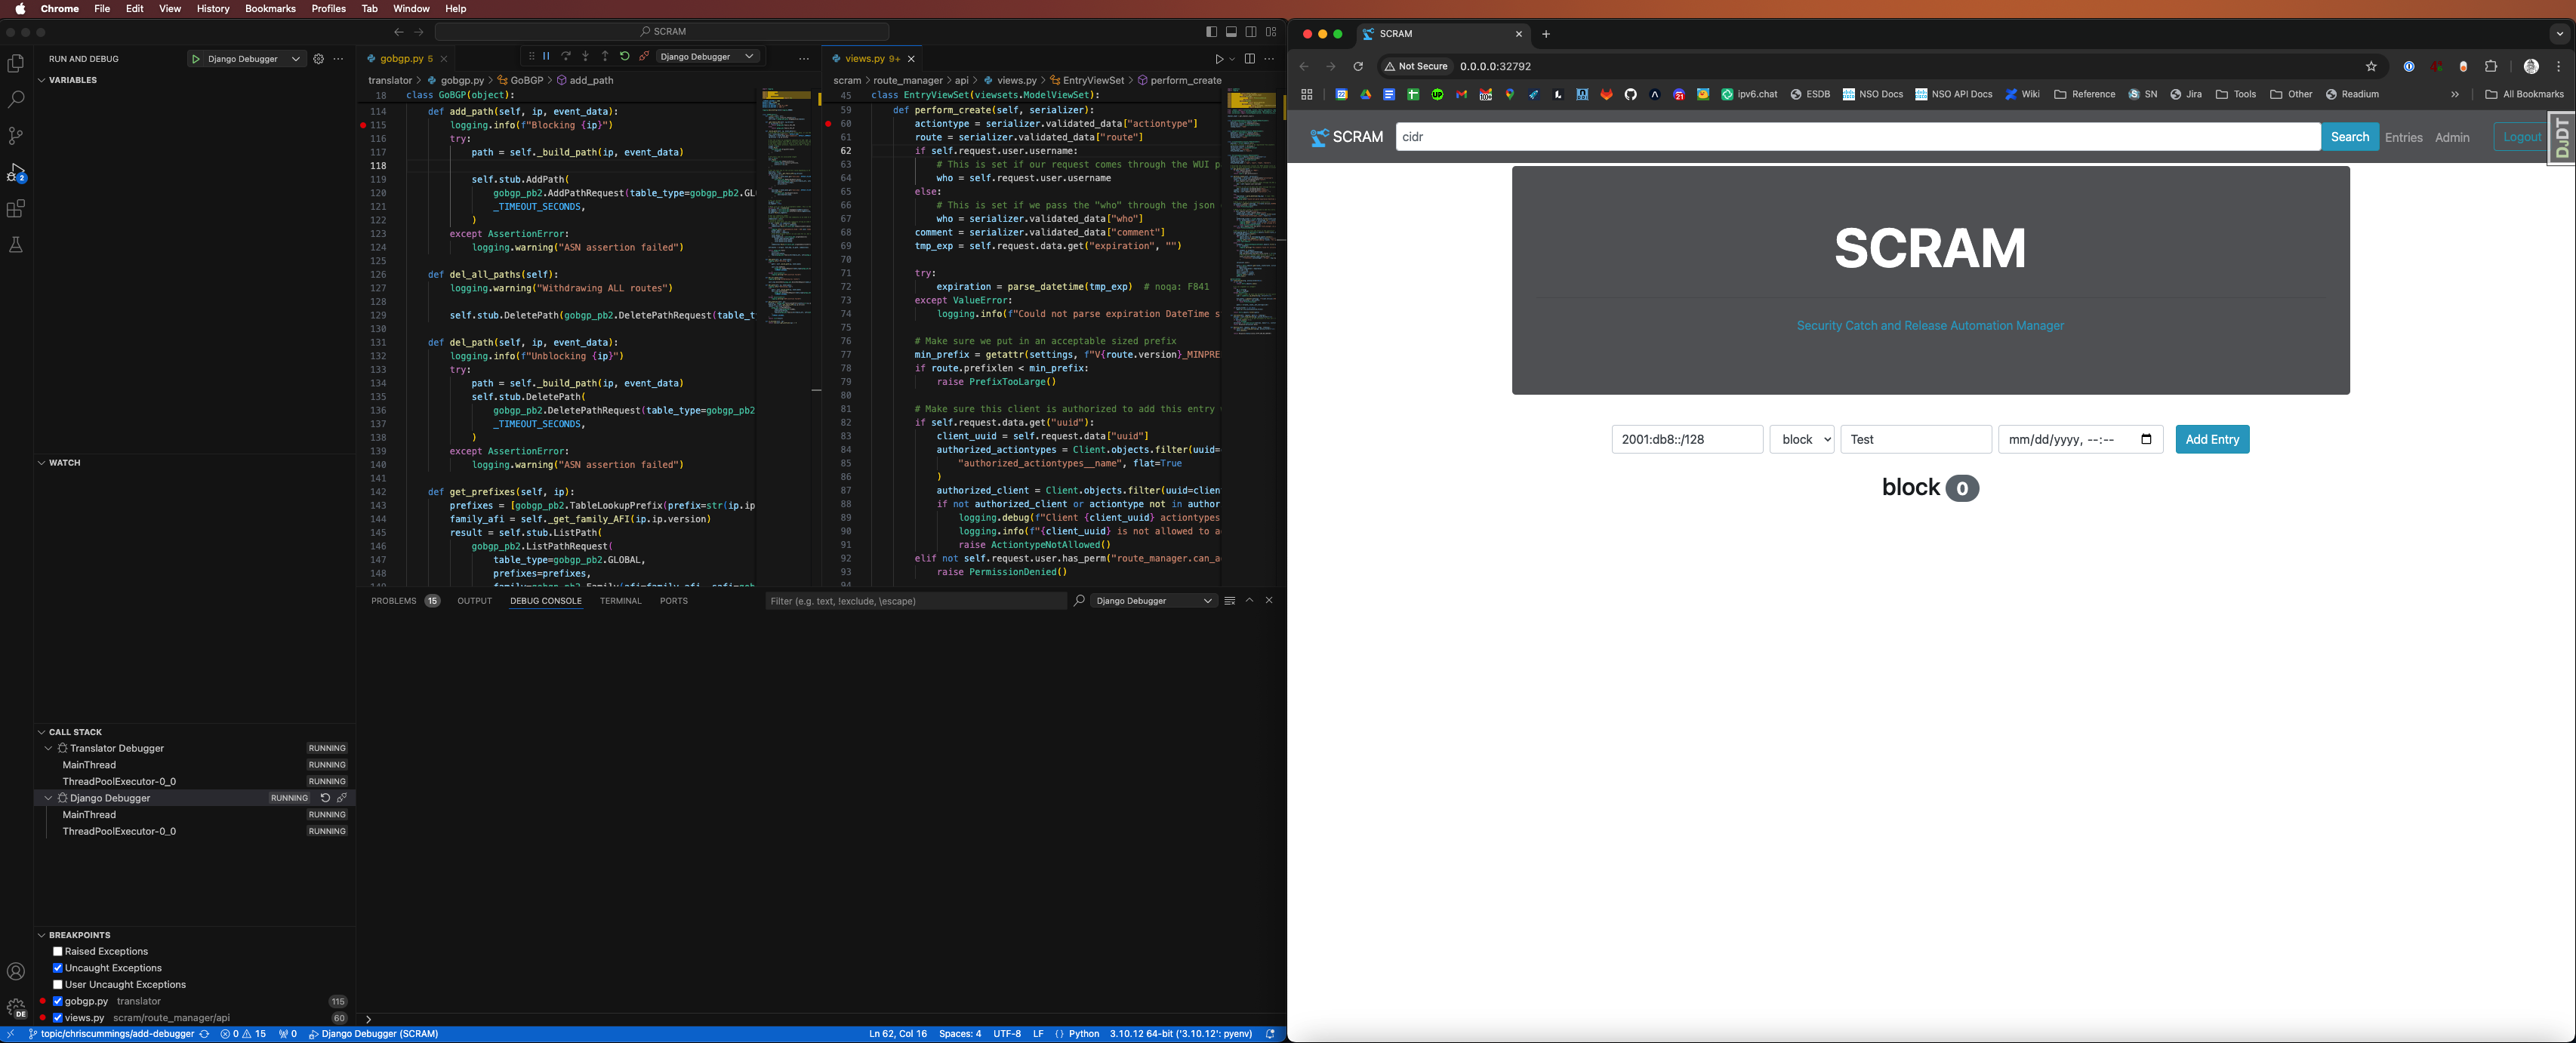 Chrome File Edit View History Bookmarks Profiles Tab Window Help
SCRAM
RUN AND DEBUG
Django Debugger
VARIABLES
WATCH
CALL STACK
Translator Debugger RUNNING
MainThread RUNNING
ThreadPoolExecutor-0_0 RUNNING
Django Debugger RUNNING
MainThread RUNNING
ThreadPoolExecutor-0_0 RUNNING
BREAKPOINTS
Raised Exceptions
Uncaught Exceptions
User Uncaught Exceptions
gobgp.py translator 115
views.py scram/route_manager/api 60
gobgp.py 5
Django Debugger
translator > gobgp.py > GoBGP > add_path
18 class GoBGP(object):
114 def add_path(self, ip, event_data):
115 logging.info(f"Blocking {ip}")
116 try:
117 path = self._build_path(ip, event_data)
118
119 self.stub.AddPath(
120 gobgp_pb2.AddPathRequest(table_type=gobgp_pb2.GL
121 _TIMEOUT_SECONDS,
122 )
123 except AssertionError:
124 logging.warning("ASN assertion failed")
125
126 def del_all_paths(self):
127 logging.warning("Withdrawing ALL routes")
128
129 self.stub.DeletePath(gobgp_pb2.DeletePathRequest(table_t
130
131 def del_path(self, ip, event_data):
132 logging.info(f"Unblocking {ip}")
133 try:
134 path = self._build_path(ip, event_data)
135 self.stub.DeletePath(
136 gobgp_pb2.DeletePathRequest(table_type=gobgp_pb2
137 _TIMEOUT_SECONDS,
138 )
139 except AssertionError:
140 logging.warning("ASN assertion failed")
141
142 def get_prefixes(self, ip):
143 prefixes = [gobgp_pb2.TableLookupPrefix(prefix=str(ip.ip
144 family_afi = self._get_family_AFI(ip.ip.version)
145 result = self.stub.ListPath(
146 gobgp_pb2.ListPathRequest(
147 table_type=gobgp_pb2.GLOBAL,
148 prefixes=prefixes,
views.py 9+
scram > route_manager > api > views.py > EntryViewSet > perform_create
45 class EntryViewSet(viewsets.ModelViewSet):
59 def perform_create(self, serializer):
60 actiontype = serializer.validated_data["actiontype"]
61 route = serializer.validated_data["route"]
62 if self.request.user.username:
63 # This is set if our request comes through the WUI p
64 who = self.request.user.username
65 else:
66 # This is set if we pass the "who" through the json
67 who = serializer.validated_data["who"]
68 comment = serializer.validated_data["comment"]
69 tmp_exp = self.request.data.get("expiration", "")
70
71 try:
72 expiration = parse_datetime(tmp_exp) # noqa: F841
73 except ValueError:
74 logging.info(f"Could not parse expiration DateTime s
75
76 # Make sure we put in an acceptable sized prefix
77 min_prefix = getattr(settings, f"V{route.version}_MINPRE
78 if route.prefixlen < min_prefix:
79 raise PrefixTooLarge()
80
81 # Make sure this client is authorized to add this entry
82 if self.request.data.get("uuid"):
83 client_uuid = self.request.data["uuid"]
84 authorized_actiontypes = Client.objects.filter(uuid=
85 "authorized_actiontypes__name", flat=True
86 )
87 authorized_client = Client.objects.filter(uuid=clien
88 if not authorized_client or actiontype not in author
89 logging.debug(f"Client {client_uuid} actiontypes
90 logging.info(f"{client_uuid} is not allowed to a
91 raise ActiontypeNotAllowed()
92 elif not self.request.user.has_perm("route_manager.can_a
93 raise PermissionDenied()
94
PROBLEMS 15 OUTPUT DEBUG CONSOLE TERMINAL PORTS
Filter (e.g. text, !exclude, \escape)
Django Debugger
DE
topic/chriscummings/add-debugger 0 15 0 Django Debugger (SCRAM)
Ln 62, Col 16 Spaces: 4 UTF-8 LF {} Python 3.10.12 64-bit ('3.10.12': pyenv)
SCRAM
Not Secure 0.0.0.0:32792
ipv6.chat ESDB NSO Docs NSO API Docs Wiki Reference SN Jira Tools Other Readium >> All Bookmarks
SCRAM cidr Search Entries Admin Logout
DjDT
SCRAM
Security Catch and Release Automation Manager
2001:db8::/128 block Test mm/dd/yyyy, --:-- Add Entry
block 0